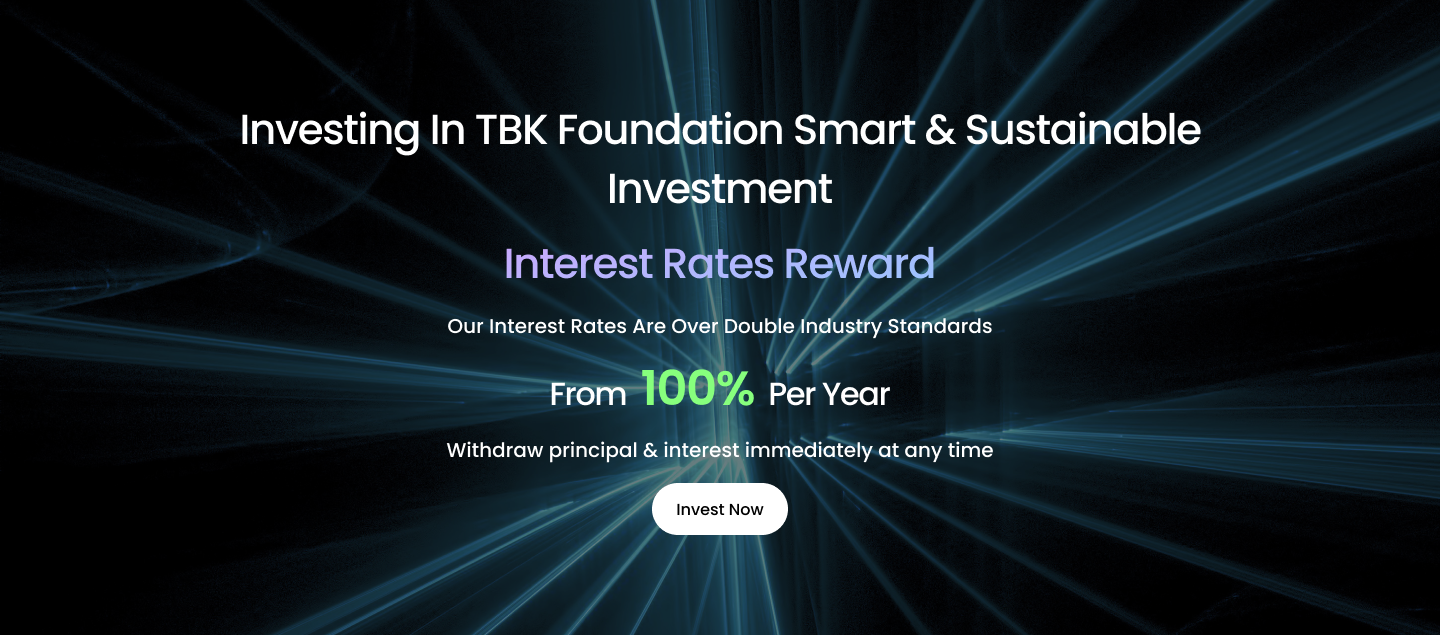 Investing In TBK Foundation Smart & Sustainable
Investment
Interest Rates Reward
Our Interest Rates Are Over Double Industry Standards
From 100% Per Year
Withdraw principal & interest immediately at any time
Invest Now